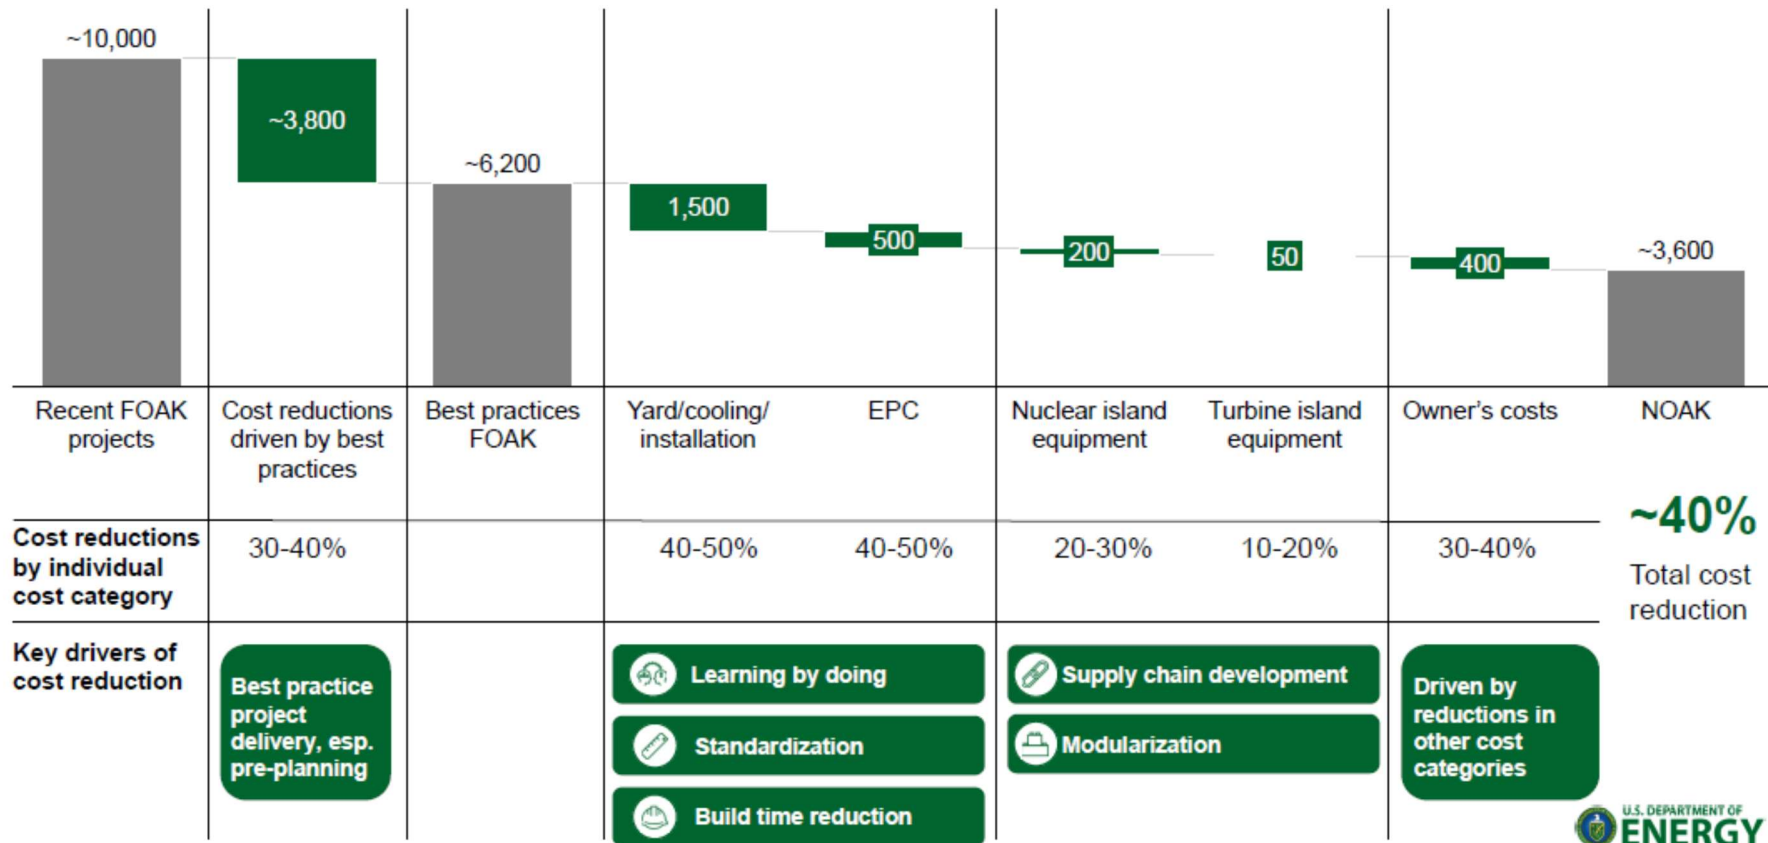 ~10,000
~3,800
~6,200
1,500
500
200
50
400
~3,600
Recent FOAK
projects
Cost reductions
driven by best
practices
Best practices
FOAK
Yard/cooling/
installation
EPC
Nuclear island
equipment
Turbine island
equipment
Owner's costs
NOAK
~40%
Total cost
reduction
Cost reductions
by individual
cost category
30-40%
40-50%
40-50%
20-30%
10-20%
30-40%
Key drivers of
cost reduction
Best practice
project
delivery, esp.
pre-planning
Learning by doing
Standardization
Build time reduction
Supply chain development
Modularization
Driven by
reductions in
other cost
categories
U.S. DEPARTMENT OF
ENERGY